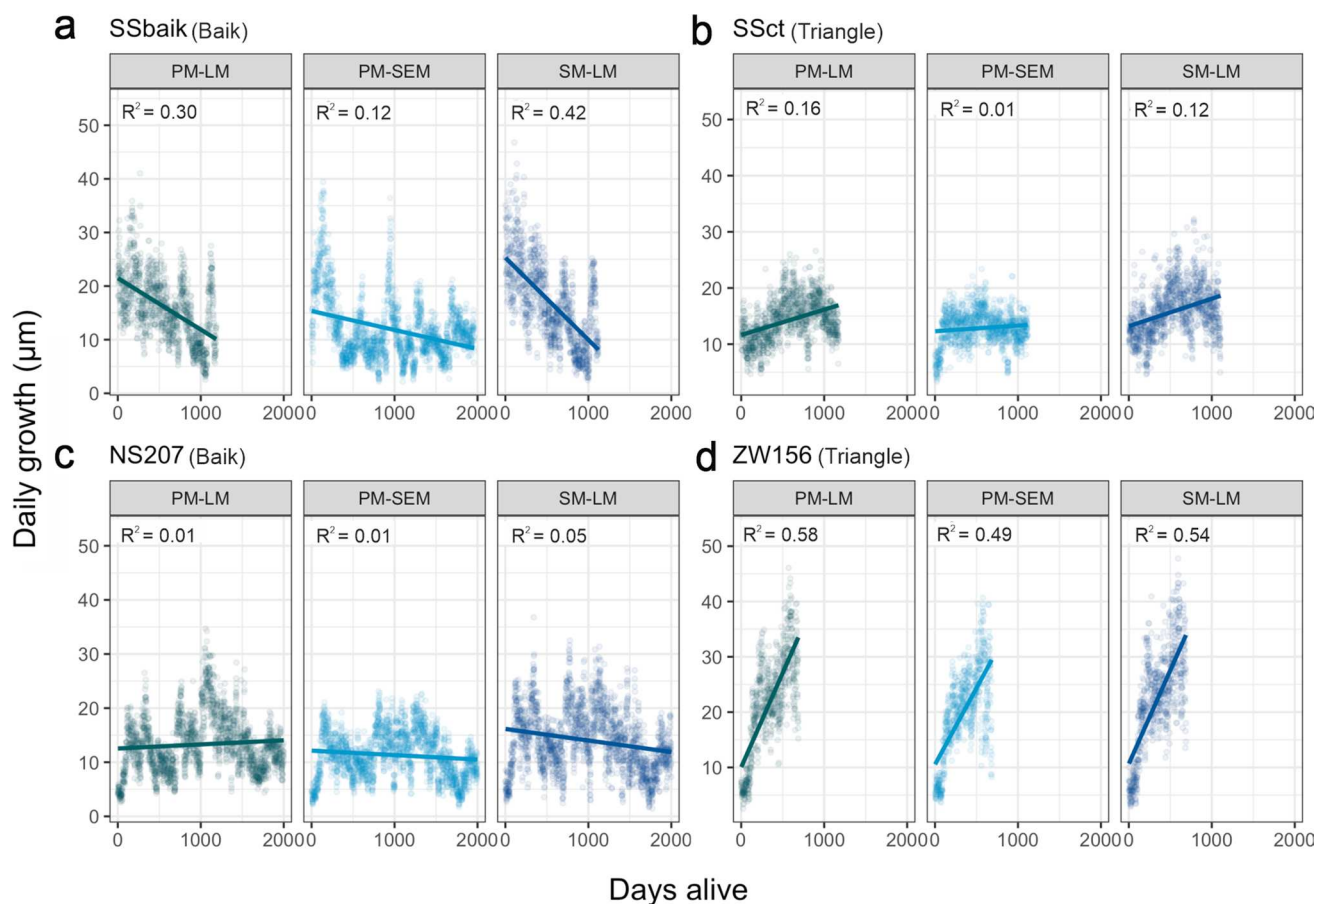 a SSbaik (Baik)
PM-LM PM-SEM SM-LM
R² = 0.30 R² = 0.12 R² = 0.42
50
40
30
20
10
0
0 1000 2000 0 1000 2000 0 1000 2000
b SSct (Triangle)
PM-LM PM-SEM SM-LM
R² = 0.16 R² = 0.01 R² = 0.12
50
40
30
20
10
0 1000 2000 0 1000 2000 0 1000 2000
c NS207 (Baik)
PM-LM PM-SEM SM-LM
R² = 0.01 R² = 0.01 R² = 0.05
50
40
30
20
10
0
0 1000 2000 0 1000 2000 0 1000 2000
d ZW156 (Triangle)
PM-LM PM-SEM SM-LM
R² = 0.58 R² = 0.49 R² = 0.54
50
40
30
20
10
0 1000 2000 0 1000 2000 0 1000 2000
Daily growth (µm)
Days alive